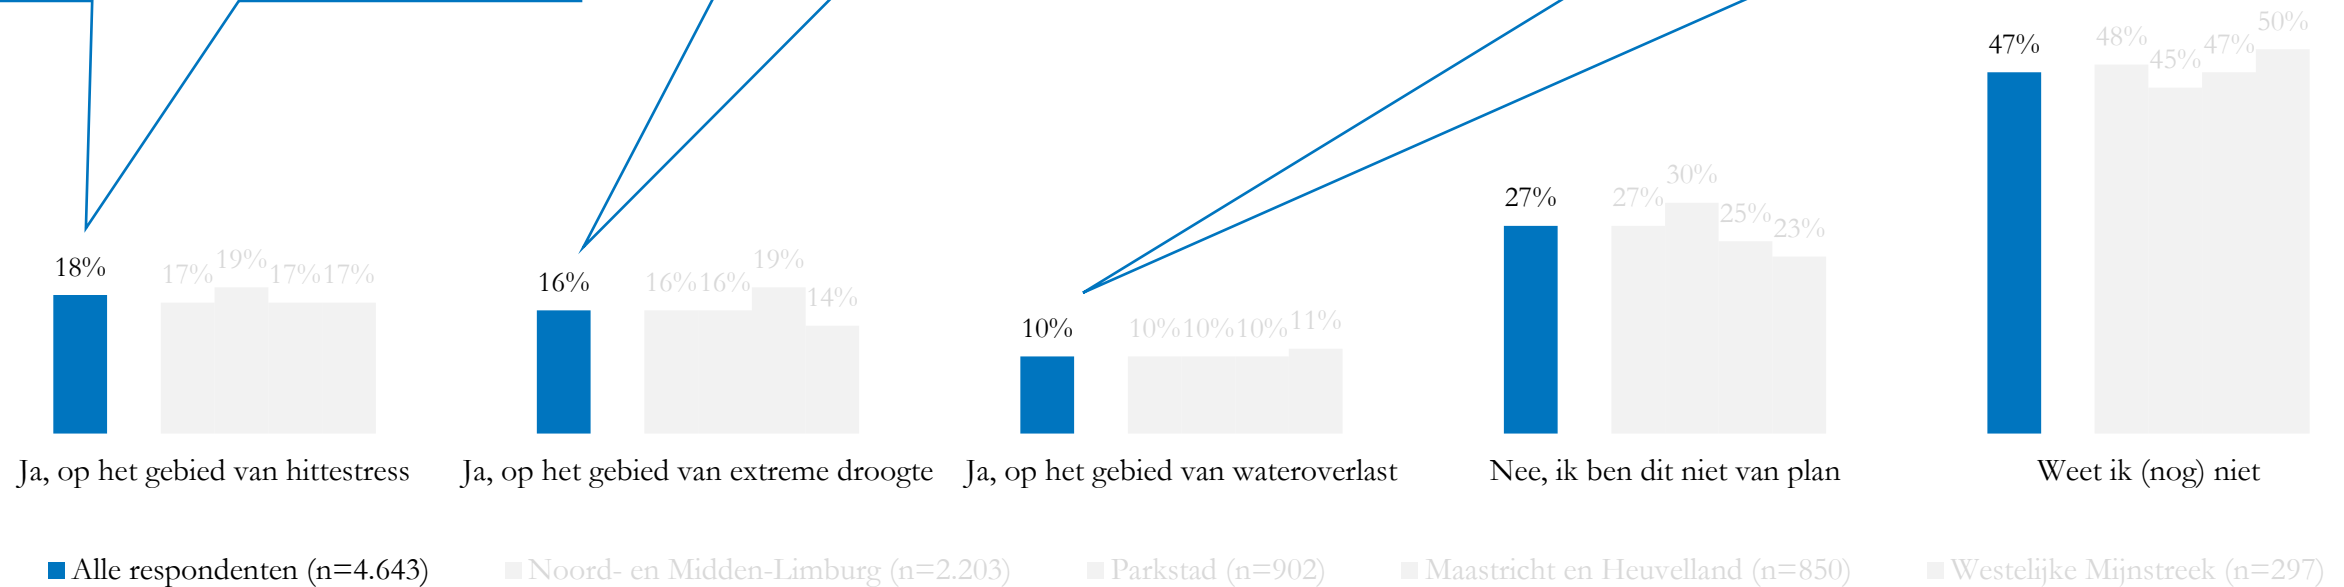 50%
47%
48%
45%
47%
27%
27%
30%
25%
23%
18%
17%
19%
17%
17%
16%
16%
16%
19%
14%
10%
10%
10%
10%
11%
Ja, op het gebied van hittestress
Ja, op het gebied van extreme droogte
Ja, op het gebied van wateroverlast
Nee, ik ben dit niet van plan
Weet ik (nog) niet
Alle respondenten (n=4.643)
Noord- en Midden-Limburg (n=2.203)
Parkstad (n=902)
Maastricht en Heuvelland (n=850)
Westelijke Mijnstreek (n=297)